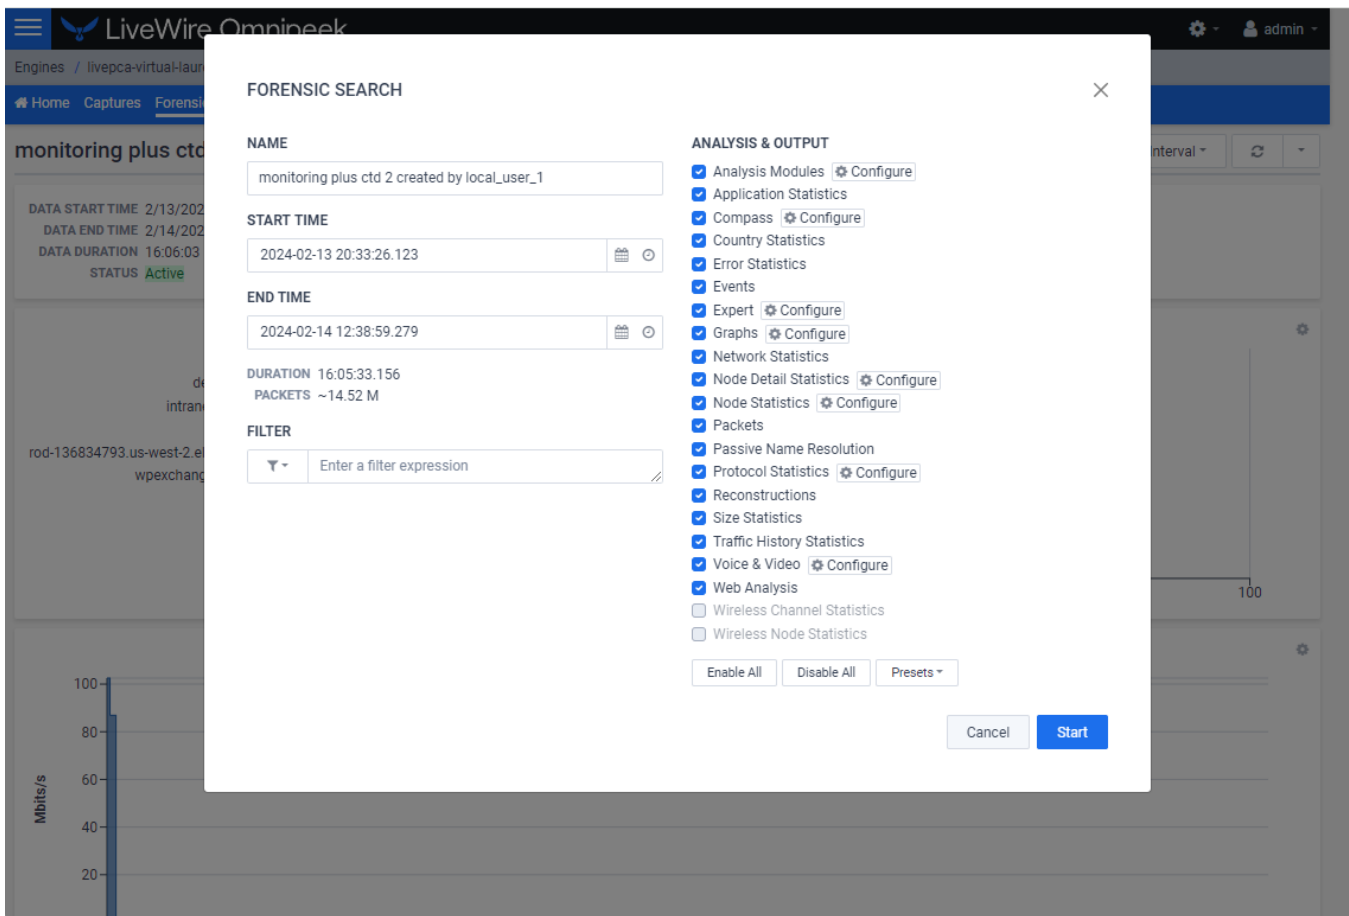 LiveWire Omnipeek
admin
Engines / livepca-virtual-laur
Home Captures Forensi
monitoring plus ctd
Interval
DATA START TIME 2/13/202
DATA END TIME 2/14/202
DATA DURATION 16:06:03
STATUS Active
de
intran
rod-136834793.us-west-2.el
wpexchang
100
100
80
60
40
20
Mbits/s
FORENSIC SEARCH
NAME
monitoring plus ctd 2 created by local_user_1
START TIME
2024-02-13 20:33:26.123
END TIME
2024-02-14 12:38:59.279
DURATION 16:05:33.156
PACKETS ~14.52 M
FILTER
Enter a filter expression
ANALYSIS & OUTPUT
Analysis Modules Configure
Application Statistics
Compass Configure
Country Statistics
Error Statistics
Events
Expert Configure
Graphs Configure
Network Statistics
Node Detail Statistics Configure
Node Statistics Configure
Packets
Passive Name Resolution
Protocol Statistics Configure
Reconstructions
Size Statistics
Traffic History Statistics
Voice & Video Configure
Web Analysis
Wireless Channel Statistics
Wireless Node Statistics
Enable All Disable All Presets
Cancel Start